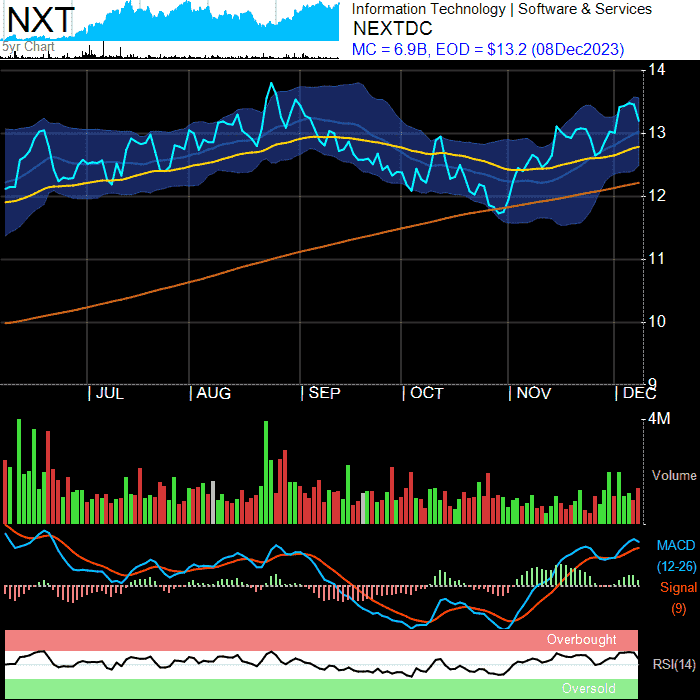 NXT
5yr Chart
Information Technology | Software & Services
NEXTDC
MC = 6.9B, EOD = $13.2 (08Dec2023)
14
13
12
11
10
9
| JUL | AUG | SEP | OCT | NOV | DEC
4M
Volume
MACD
(12-26)
Signal
(9)
Overbought
RSI(14)
Oversold